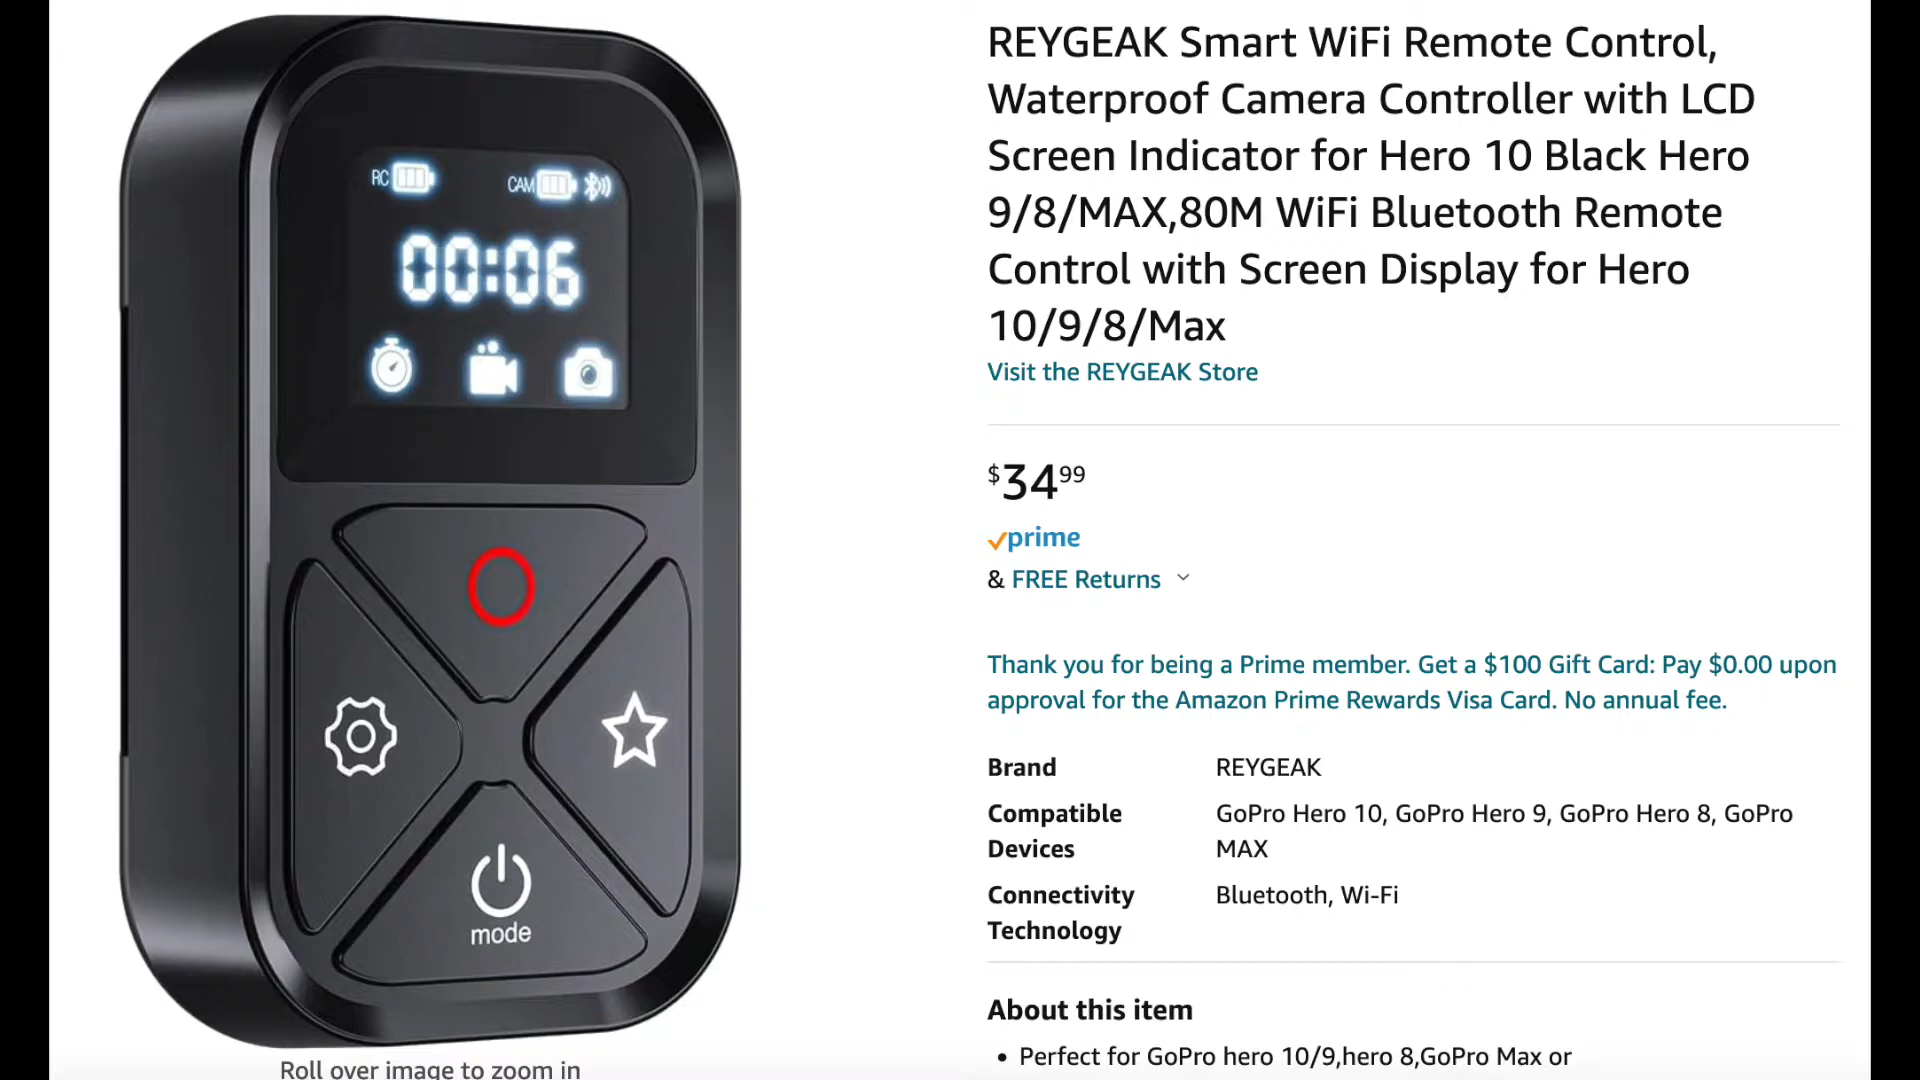 RC
CAM
00:06
mode
Roll over image to zoom in
REYGEAK Smart WiFi Remote Control,
Waterproof Camera Controller with LCD
Screen Indicator for Hero 10 Black Hero
9/8/MAX,80M WiFi Bluetooth Remote
Control with Screen Display for Hero
10/9/8/Max
Visit the REYGEAK Store
$3499
prime
& FREE Returns
Thank you for being a Prime member. Get a $100 Gift Card: Pay $0.00 upon
approval for the Amazon Prime Rewards Visa Card. No annual fee.
Brand REYGEAK
Compatible GoPro Hero 10, GoPro Hero 9, GoPro Hero 8, GoPro
Devices MAX
Connectivity Bluetooth, Wi-Fi
Technology
About this item
• Perfect for GoPro hero 10/9,hero 8,GoPro Max or